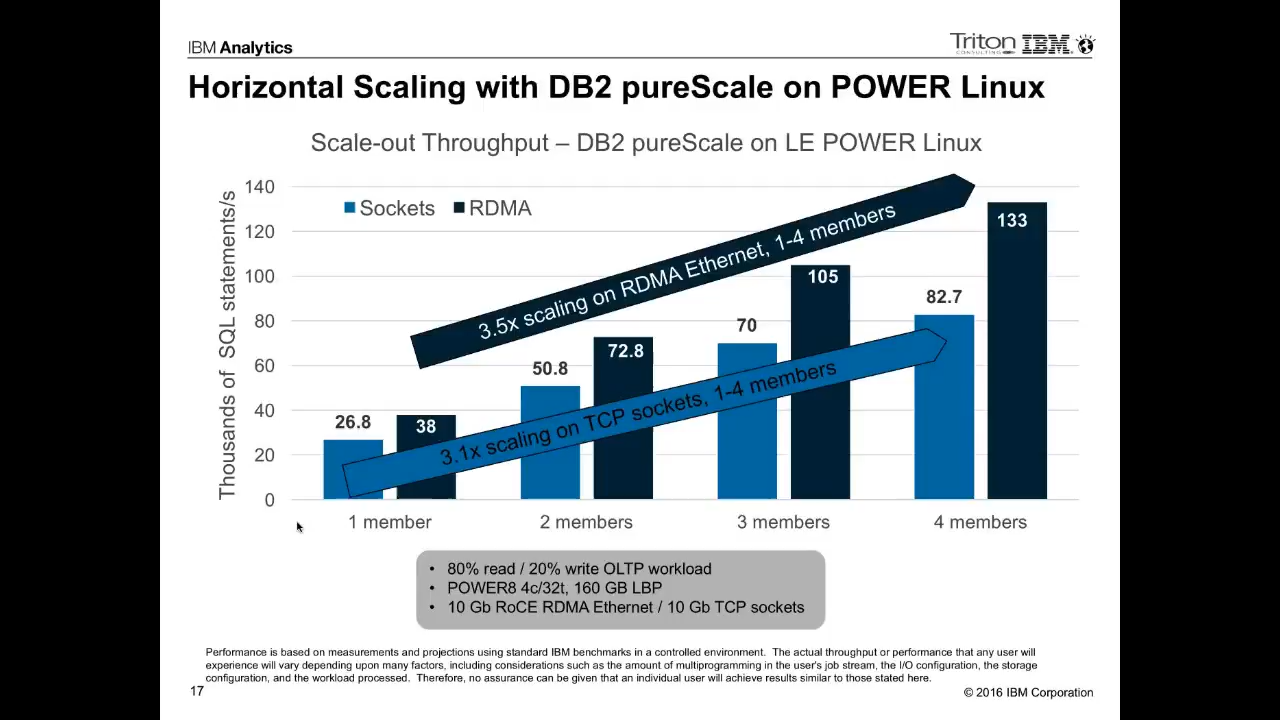 IBM Analytics
Triton IBM
CONSULTING
Horizontal Scaling with DB2 pureScale on POWER Linux
Scale-out Throughput – DB2 pureScale on LE POWER Linux
Thousands of SQL statements/s
140
120
100
80
60
40
20
0
Sockets RDMA
3.5x scaling on RDMA Ethernet, 1-4 members
3.1x scaling on TCP sockets, 1-4 members
26.8
38
50.8
72.8
70
105
82.7
133
1 member 2 members 3 members 4 members
• 80% read / 20% write OLTP workload
• POWER8 4c/32t, 160 GB LBP
• 10 Gb RoCE RDMA Ethernet / 10 Gb TCP sockets
Performance is based on measurements and projections using standard IBM benchmarks in a controlled environment. The actual throughput or performance that any user will
experience will vary depending upon many factors, including considerations such as the amount of multiprogramming in the user's job stream, the I/O configuration, the storage
configuration, and the workload processed. Therefore, no assurance can be given that an individual user will achieve results similar to those stated here.
17
© 2016 IBM Corporation